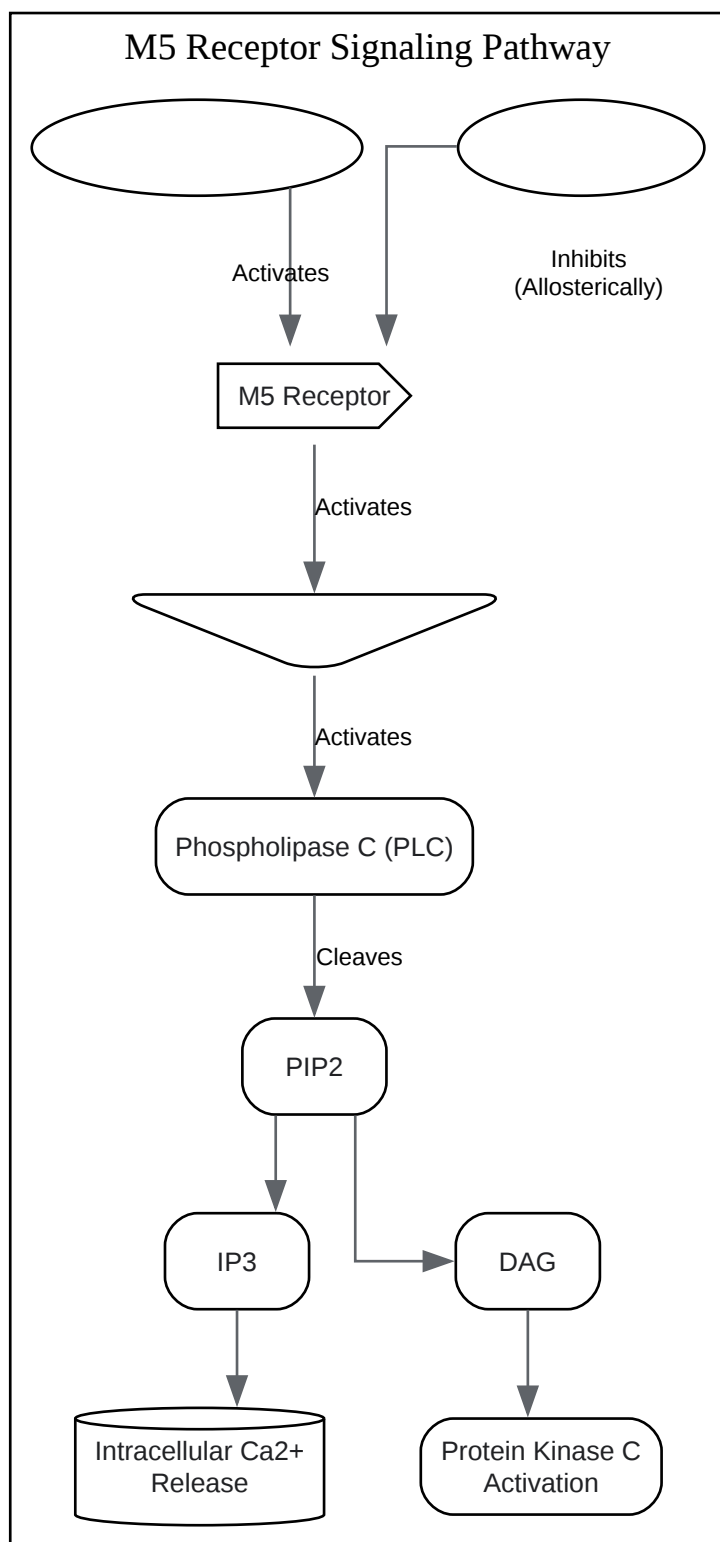 M5 Receptor Signaling Pathway
Activates
Inhibits
(Allosterically)
M5 Receptor
Activates
Activates
Phospholipase C (PLC)
Cleaves
PIP2
IP3
DAG
Intracellular Ca2+
Release
Protein Kinase C
Activation